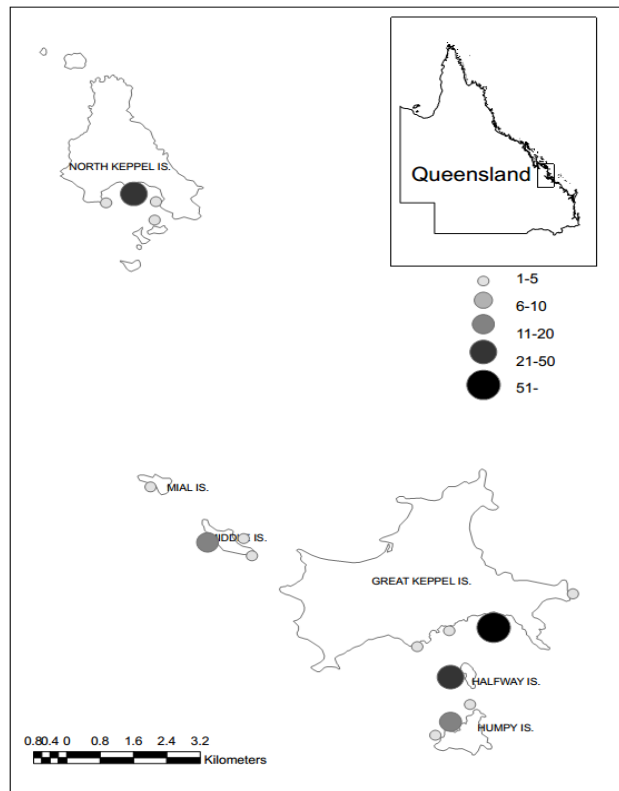 NORTH KEPPEL IS.
Queensland
1-5
6-10
11-20
21-50
51-
MIAL IS.
IDDLE IS.
GREAT KEPPEL IS.
HALFWAY IS.
HUMPY IS.
0.8 0.4 0 0.8 1.6 2.4 3.2
Kilometers